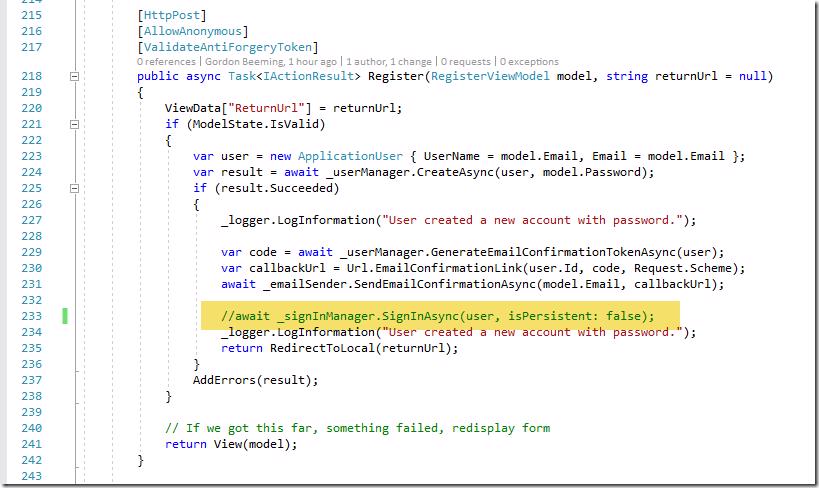 214
215 [HttpPost]
216 [AllowAnonymous]
217 [ValidateAntiForgeryToken]
0 references | Gordon Beeming, 1 hour ago | 1 author, 1 change | 0 requests | 0 exceptions
218 public async Task<IActionResult> Register(RegisterViewModel model, string returnUrl = null)
219 {
220 ViewData["ReturnUrl"] = returnUrl;
221 if (ModelState.IsValid)
222 {
223 var user = new ApplicationUser { UserName = model.Email, Email = model.Email };
224 var result = await _userManager.CreateAsync(user, model.Password);
225 if (result.Succeeded)
226 {
227 _logger.LogInformation("User created a new account with password.");
228
229 var code = await _userManager.GenerateEmailConfirmationTokenAsync(user);
230 var callbackUrl = Url.EmailConfirmationLink(user.Id, code, Request.Scheme);
231 await _emailSender.SendEmailConfirmationAsync(model.Email, callbackUrl);
232
233 //await _signInManager.SignInAsync(user, isPersistent: false);
234 _logger.LogInformation("User created a new account with password.");
235 return RedirectToLocal(returnUrl);
236 }
237 AddErrors(result);
238 }
239
240 // If we got this far, something failed, redisplay form
241 return View(model);
242 }
243